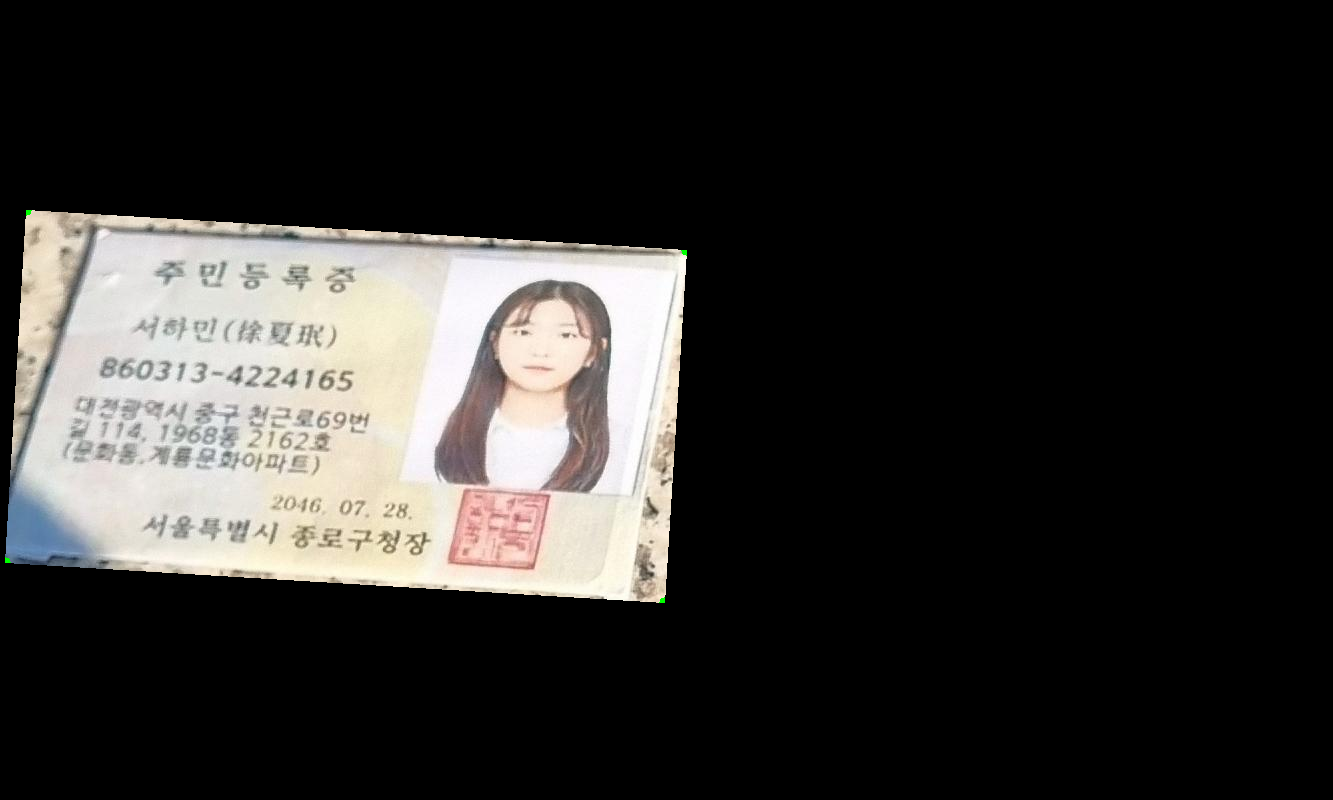 주민등록증
서하민(徐夏珉)
860313-4224165
대전광역시 중구 천근로69번
길 114, 1968동 2162호
(문화동,계룡문화아파트)
2046. 07. 28.
서울특별시 종로구청장